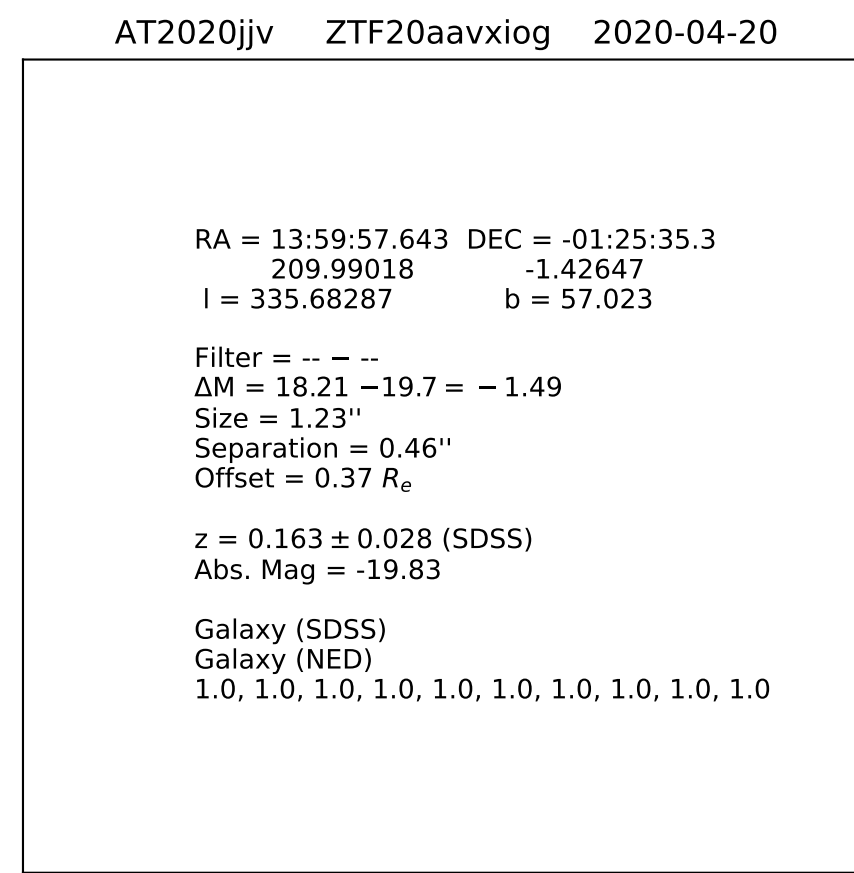 AT2020jjv ZTF20aavxiog 2020-04-20
RA = 13:59:57.643 DEC = -01:25:35.3
209.99018 -1.42647
l = 335.68287 b = 57.023
Filter = -- − --
ΔM = 18.21 −19.7 = − 1.49
Size = 1.23''
Separation = 0.46''
Offset = 0.37 Rₑ
z = 0.163 ± 0.028 (SDSS)
Abs. Mag = -19.83
Galaxy (SDSS)
Galaxy (NED)
1.0, 1.0, 1.0, 1.0, 1.0, 1.0, 1.0, 1.0, 1.0, 1.0